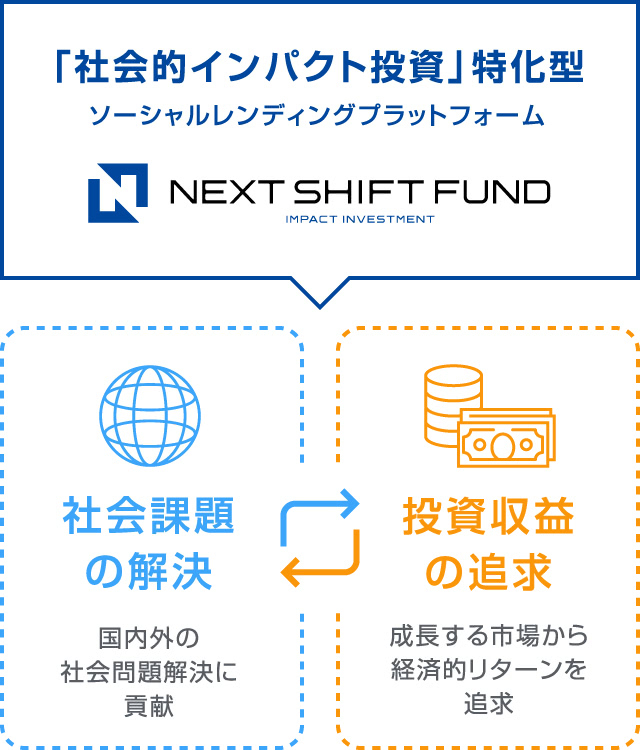 「社会的インパクト投資」特化型
ソーシャルレンディングプラットフォーム
NEXT SHIFT FUND
IMPACT INVESTMENT
社会課題
の解決
国内外の
社会問題解決に
貢献
投資収益
の追求
成長する市場から
経済的リターンを
追求